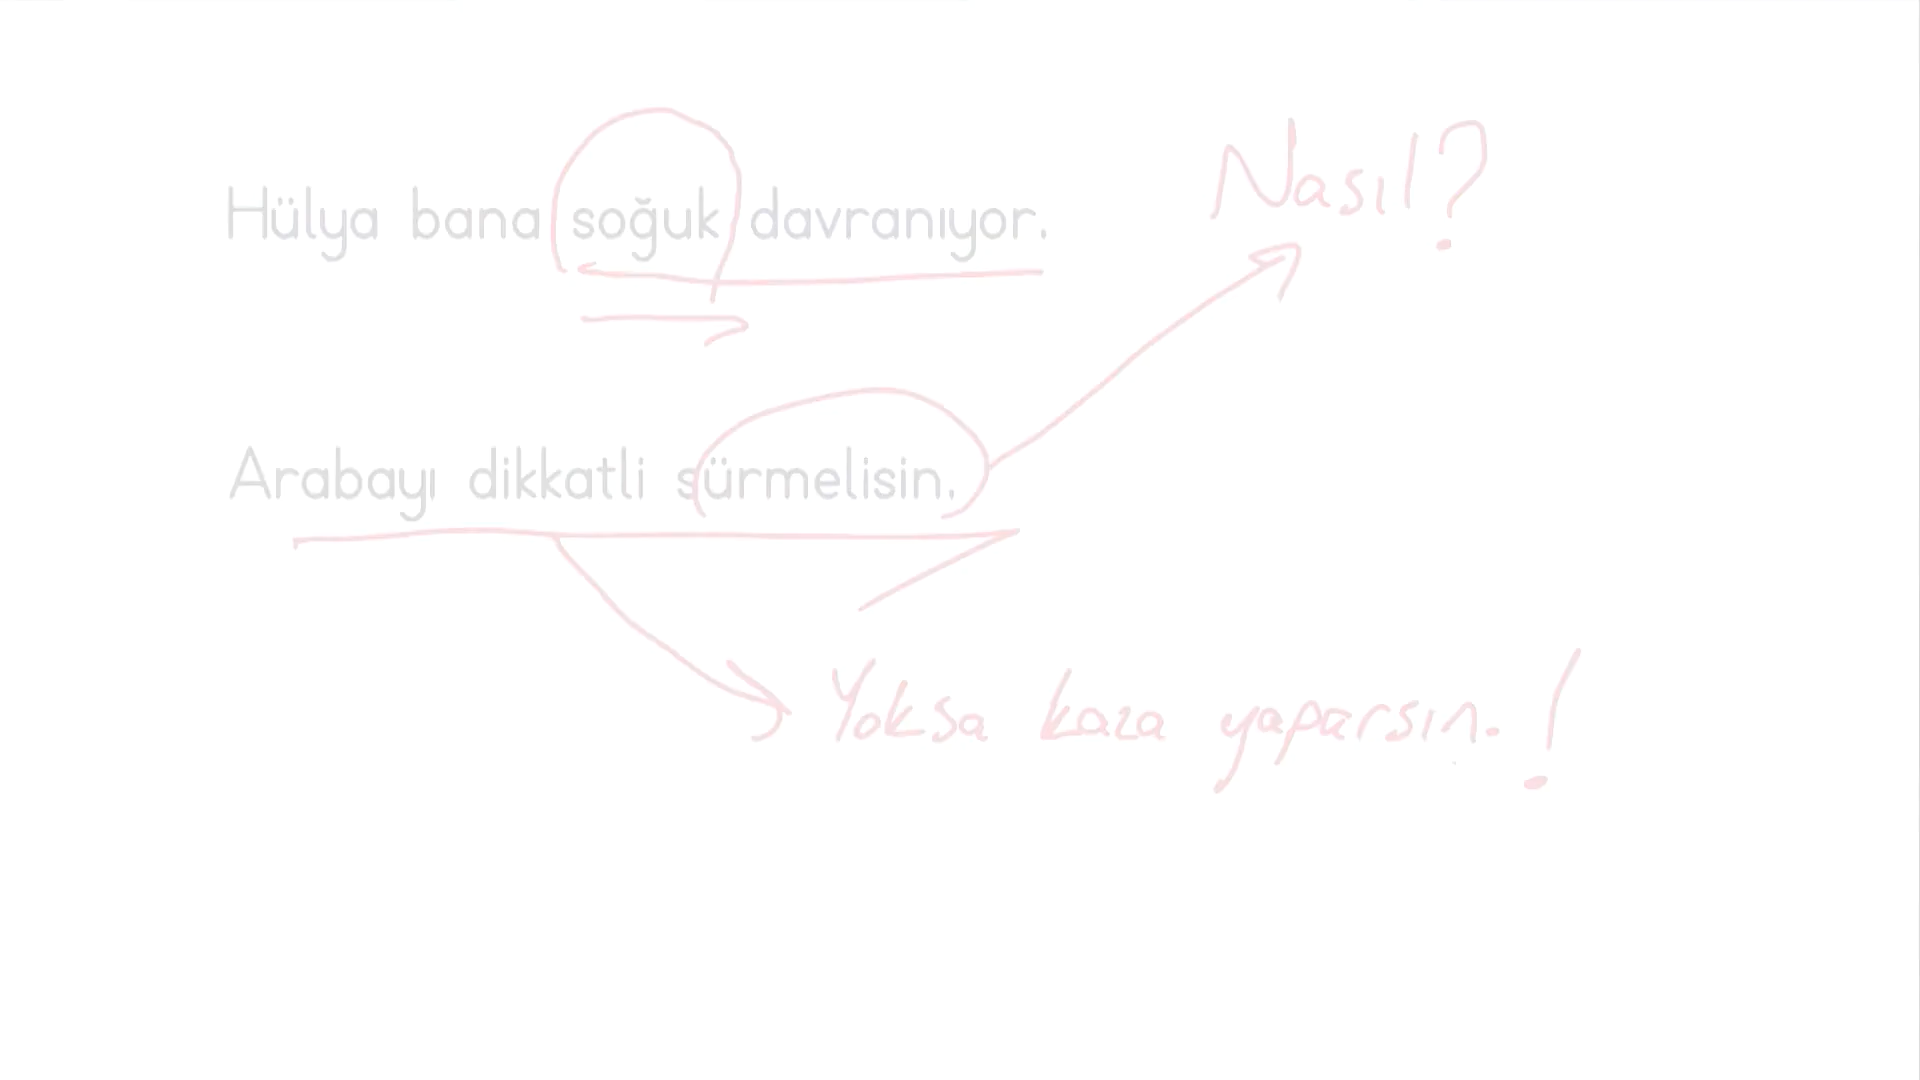 Nasıl?
Hülya bana soğuk davranıyor.
Arabayı dikkatli sürmelisin.
Yoksa kaza yaparsın. !